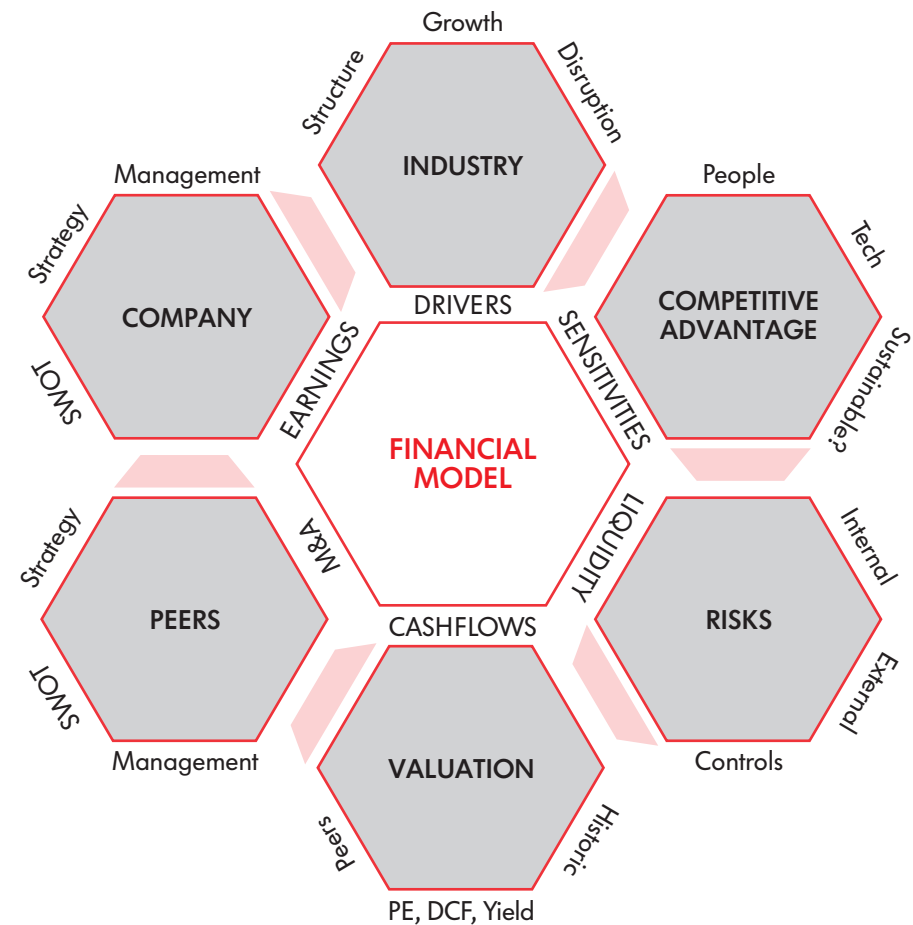 Growth
Structure
Disruption
INDUSTRY
Management
Strategy
COMPANY
SWOT
People
Tech
COMPETITIVE
ADVANTAGE
Sustainable?
DRIVERS
EARNINGS
SENSITIVITIES
FINANCIAL
MODEL
M&A
LIQUIDITY
CASHFLOWS
Strategy
PEERS
SWOT
Management
Internal
RISKS
External
Controls
VALUATION
Peers
Historic
PE, DCF, Yield